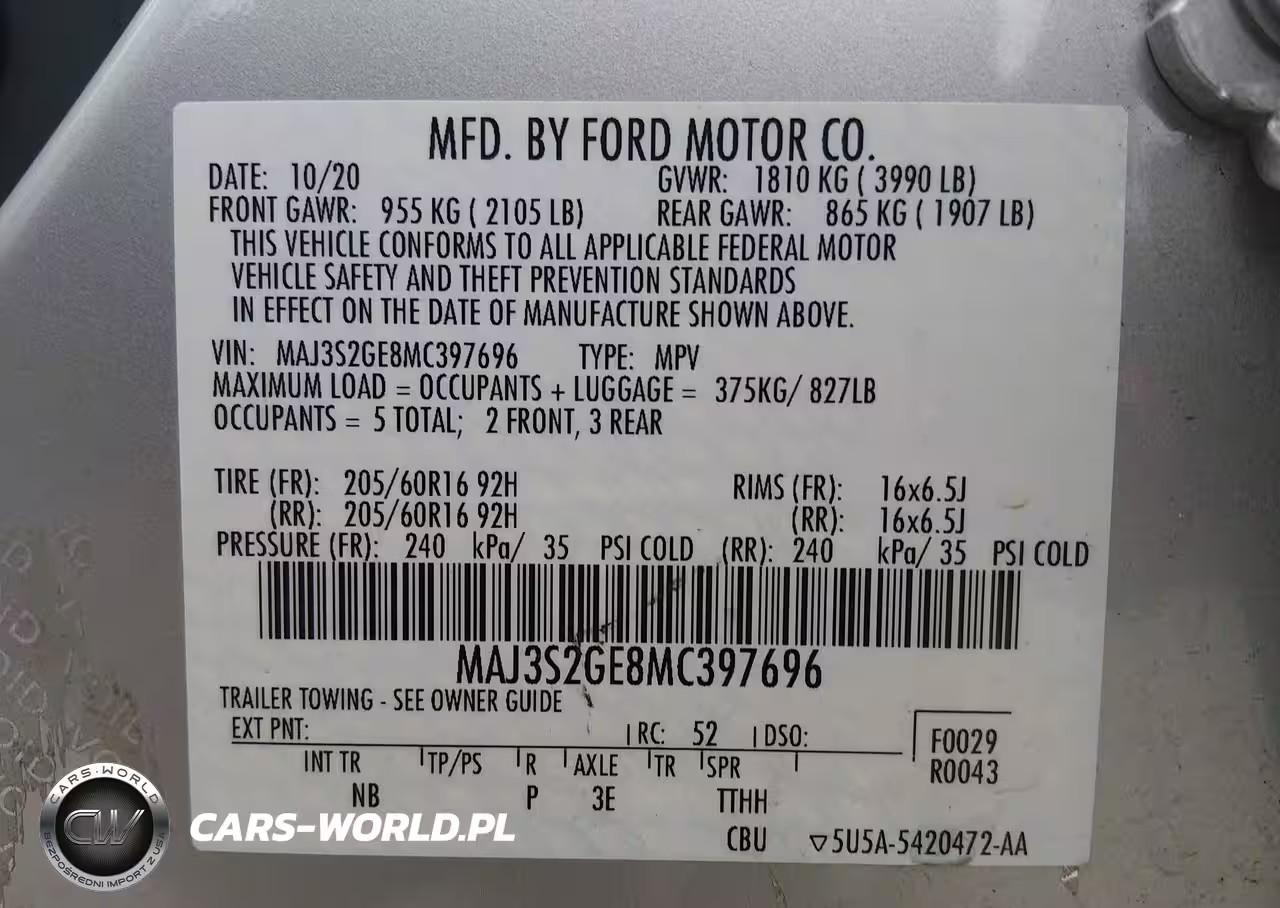 MFD. BY FORD MOTOR CO.
DATE: 10/20 GVWR: 1810 KG ( 3990 LB)
FRONT GAWR: 955 KG ( 2105 LB) REAR GAWR: 865 KG ( 1907 LB)
THIS VEHICLE CONFORMS TO ALL APPLICABLE FEDERAL MOTOR
VEHICLE SAFETY AND THEFT PREVENTION STANDARDS
IN EFFECT ON THE DATE OF MANUFACTURE SHOWN ABOVE.
VIN: MAJ3S2GE8MC397696 TYPE: MPV
MAXIMUM LOAD = OCCUPANTS + LUGGAGE = 375KG/ 827LB
OCCUPANTS = 5 TOTAL; 2 FRONT, 3 REAR
TIRE (FR): 205/60R16 92H RIMS (FR): 16x6.5J
(RR): 205/60R16 92H (RR): 16x6.5J
PRESSURE (FR): 240 kPa/ 35 PSI COLD (RR): 240 kPa/ 35 PSI COLD
MAJ3S2GE8MC397696
TRAILER TOWING - SEE OWNER GUIDE
EXT PNT: RC: 52 DSO: F0029
INT TR TP/PS R AXLE TR SPR R0043
NB P 3E TTHH
CBU ▽5U5A-5420472-AA
CARS-WORLD
CW
BEZPOŚREDNI IMPORT Z USA
CARS-WORLD.PL